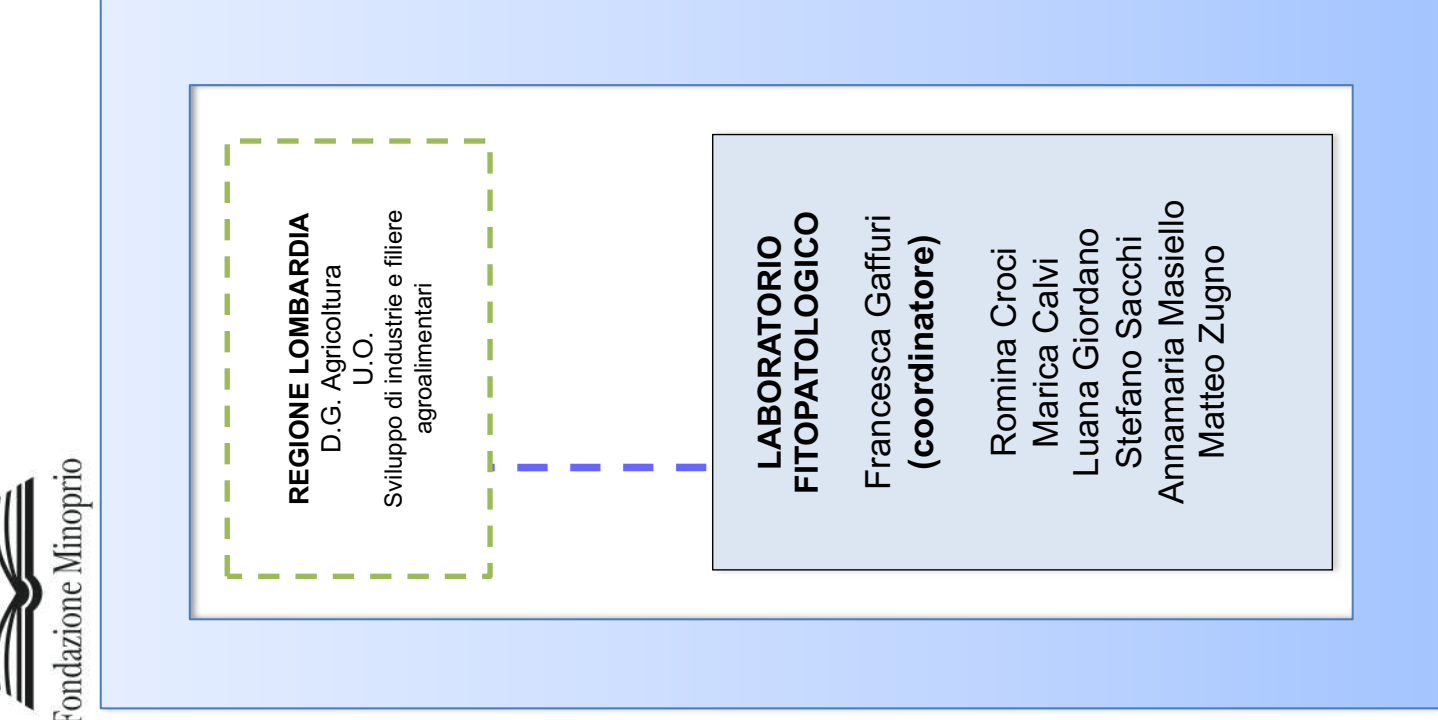 Fondazione Minoprio
REGIONE LOMBARDIA
D.G. Agricoltura
U.O.
Sviluppo di industrie e filiere
agroalimentari
LABORATORIO
FITOPATOLOGICO
Francesca Gaffuri
(coordinatore)
Romina Croci
Marica Calvi
Luana Giordano
Stefano Sacchi
Annamaria Masiello
Matteo Zugno